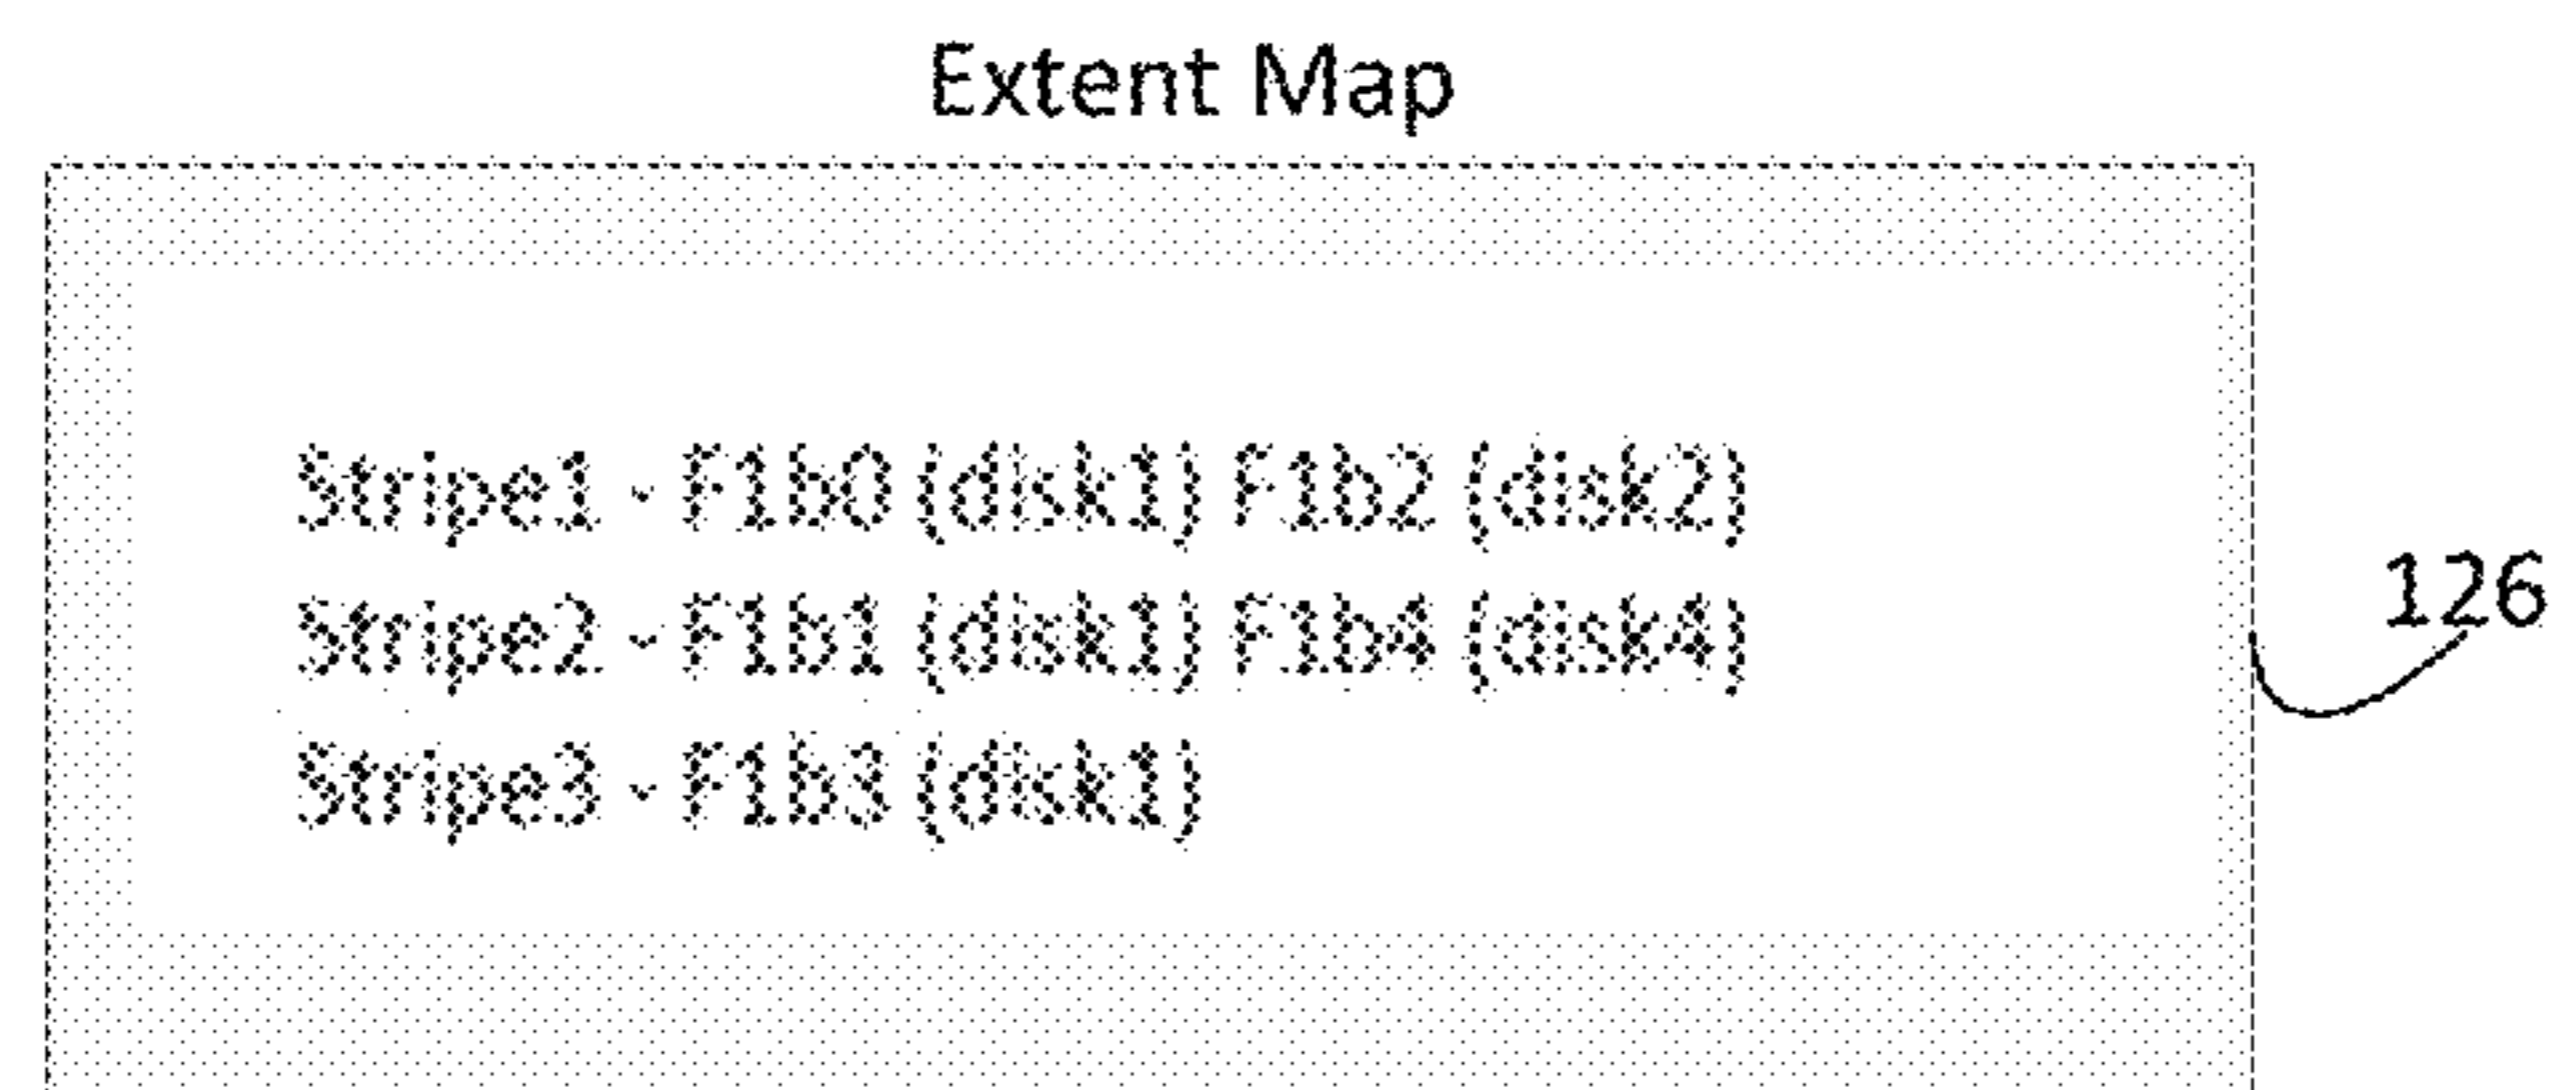 Extent Map
Stripe1 - F1b0 (disk1) F1b2 (disk2)
Stripe2 - F1b1 (disk1) F1b4 (disk4)
Stripe3 - F1b3 (disk1)
126